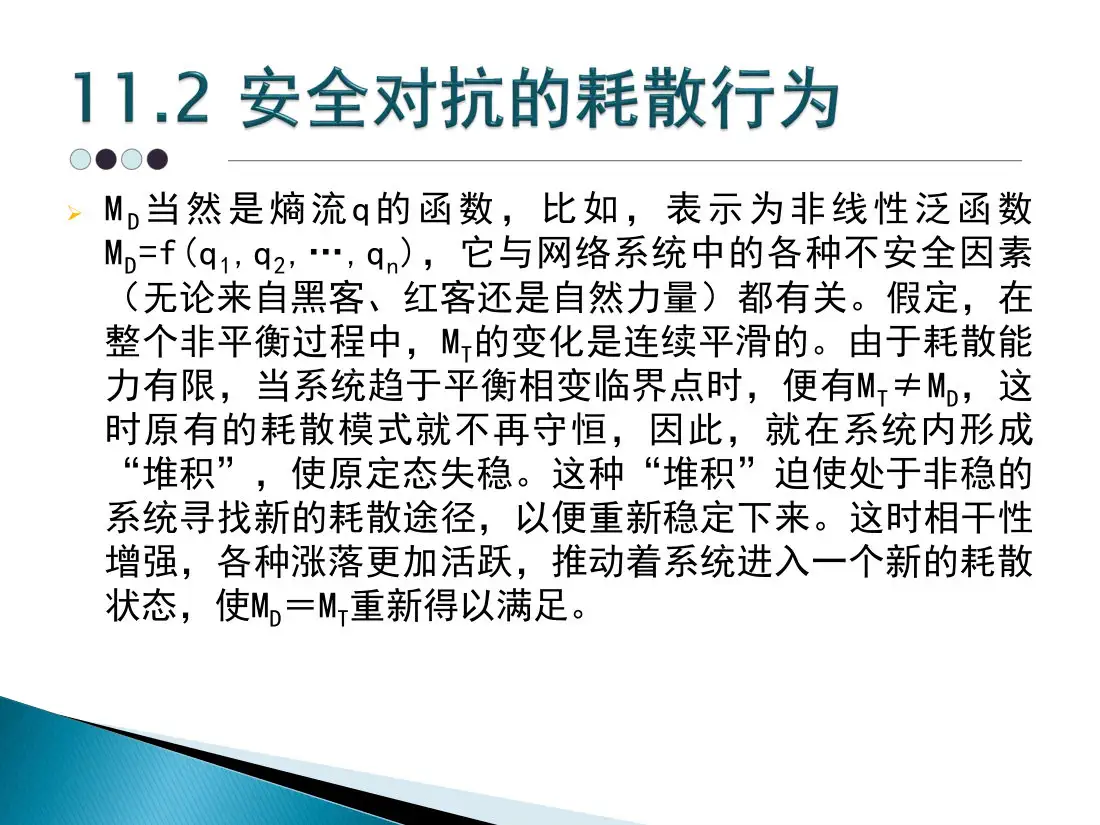 11.2 安全对抗的耗散行为
M_D当然是熵流q的函数，比如，表示为非线性泛函数
M_D=f(q_1,q_2,…,q_n)，它与网络系统中的各种不安全因素
（无论来自黑客、红客还是自然力量）都有关。假定，在
整个非平衡过程中，M_T的变化是连续平滑的。由于耗散能
力有限，当系统趋于平衡相变临界点时，便有M_T≠M_D，这
时原有的耗散模式就不再守恒，因此，就在系统内形成
“堆积”，使原定态失稳。这种“堆积”迫使处于非稳的
系统寻找新的耗散途径，以便重新稳定下来。这时相干性
增强，各种涨落更加活跃，推动着系统进入一个新的耗散
状态，使M_D＝M_T重新得以满足。